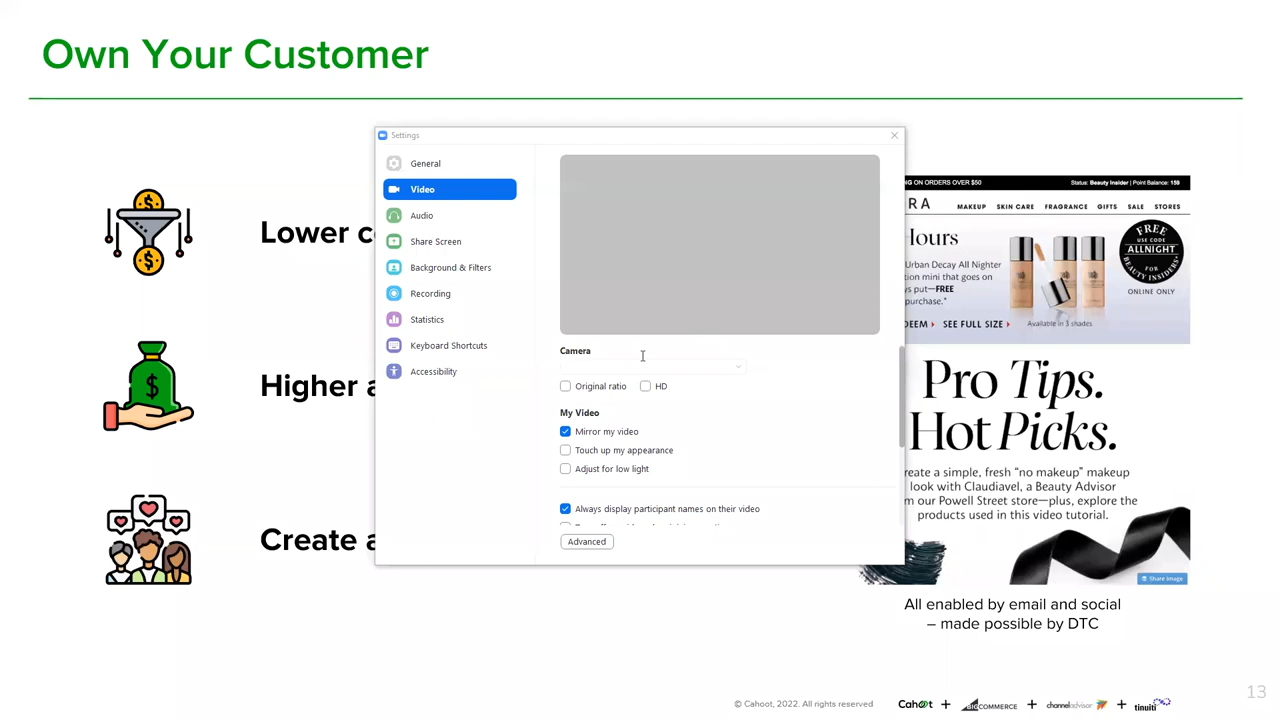 Own Your Customer
Lower c
Higher a
Create a
Settings
General
Video
Audio
Share Screen
Background & Filters
Recording
Statistics
Keyboard Shortcuts
Accessibility
Camera
Original ratio
HD
My Video
Mirror my video
Touch up my appearance
Adjust for low light
Always display participant names on their video
Advanced
NG ON ORDERS OVER $50
Status: Beauty Insider | Point Balance: 159
RA
MAKEUP SKIN CARE FRAGRANCE GIFTS SALE STORES
Hours
Urban Decay All Nighter
tion mini that goes on
ys put—FREE
purchase.*
DEEM SEE FULL SIZE
Available in 3 shades
FREE
USE CODE
ALLNIGHT
FOR
BEAUTY INSIDERS
ONLINE ONLY
Pro Tips.
Hot Picks.
reate a simple, fresh “no makeup” makeup
look with Claudiavel, a Beauty Advisor
m our Powell Street store—plus, explore the
products used in this video tutorial.
Share Image
All enabled by email and social
– made possible by DTC
13
© Cahoot, 2022. All rights reserved
Cahoot + BIGCOMMERCE + channeladvisor + tinuiti